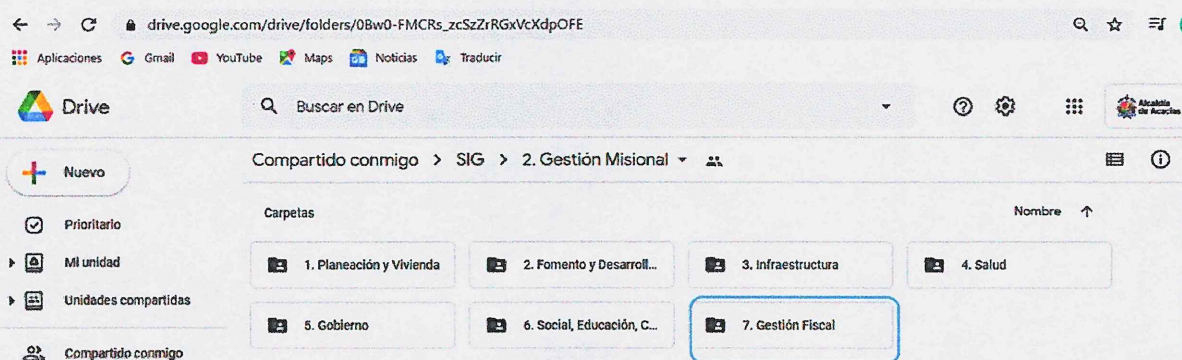 drive.google.com/drive/folders/0Bw0-FMCRs_zcSzZrRGxVcXdpOFE
Aplicaciones Gmail YouTube Maps Noticias Traducir
Drive Buscar en Drive Alcaldía de Acacías
Nuevo Compartido conmigo > SIG > 2. Gestión Misional
Prioritario Carpetas Nombre
Mi unidad 1. Planeación y Vivienda 2. Fomento y Desarroll... 3. Infraestructura 4. Salud
Unidades compartidas 5. Gobierno 6. Social, Educación, C... 7. Gestión Fiscal
Compartido conmigo